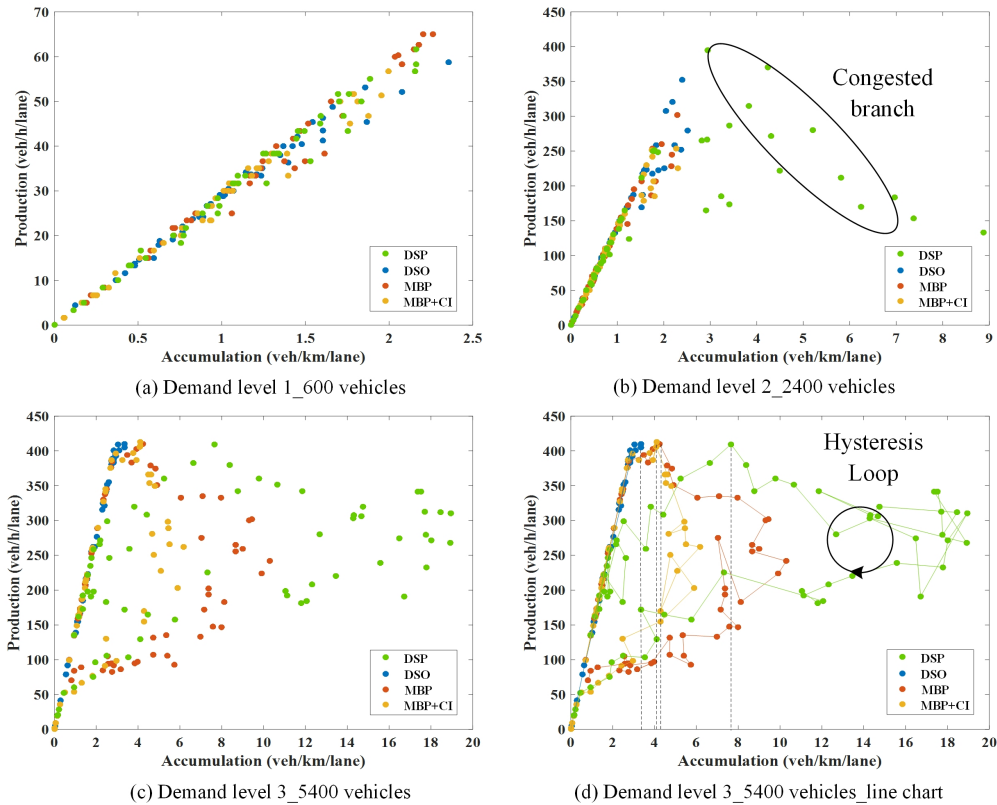 70
60
50
40
30
20
10
0
Production (veh/h/lane)
0 0.5 1 1.5 2 2.5
Accumulation (veh/km/lane)
DSP
DSO
MBP
MBP+CI
(a) Demand level 1_600 vehicles
450
400
350
300
250
200
150
100
50
0
Production (veh/h/lane)
Congested
branch
0 1 2 3 4 5 6 7 8 9
Accumulation (veh/km/lane)
DSP
DSO
MBP
MBP+CI
(b) Demand level 2_2400 vehicles
450
400
350
300
250
200
150
100
50
0
Production (veh/h/lane)
0 2 4 6 8 10 12 14 16 18 20
Accumulation (veh/km/lane)
DSP
DSO
MBP
MBP+CI
(c) Demand level 3_5400 vehicles
450
400
350
300
250
200
150
100
50
0
Production (veh/h/lane)
Hysteresis
Loop
0 2 4 6 8 10 12 14 16 18 20
Accumulation (veh/km/lane)
DSP
DSO
MBP
MBP+CI
(d) Demand level 3_5400 vehicles_line chart